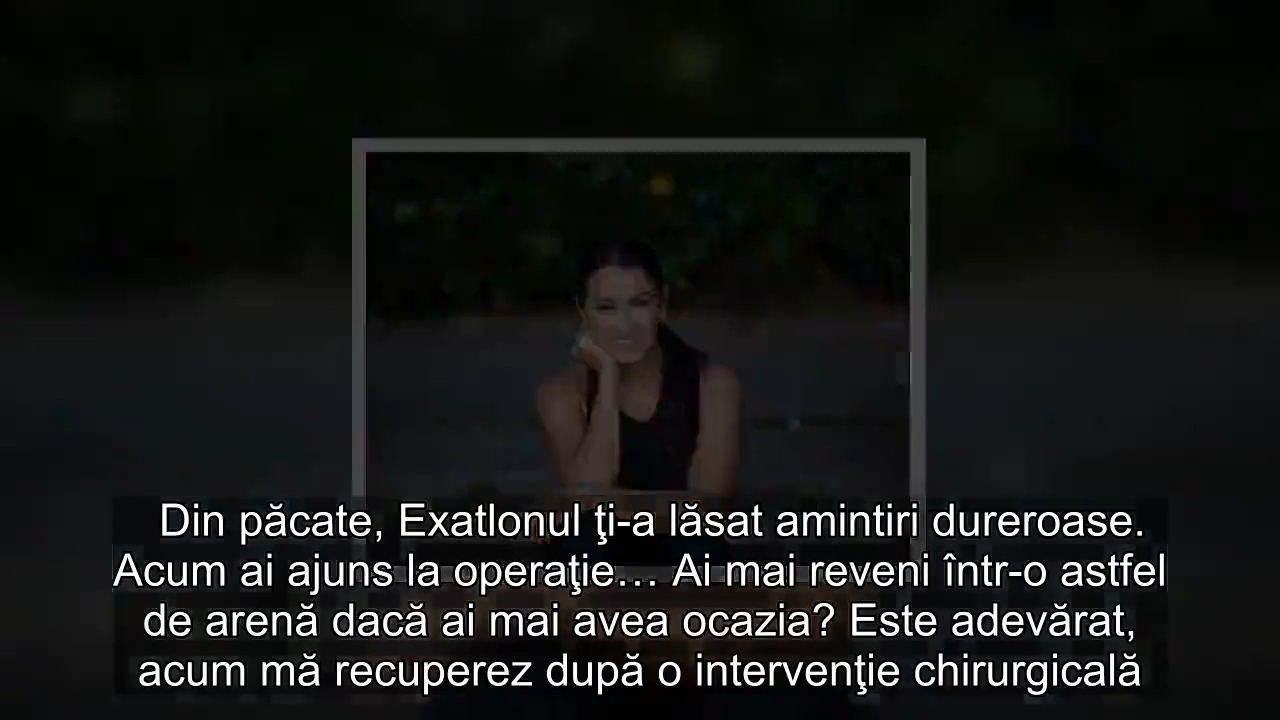 Din păcate, Exatlonul ţi-a lăsat amintiri dureroase.
Acum ai ajuns la operaţie… Ai mai reveni într-o astfel
de arenă dacă ai mai avea ocazia? Este adevărat,
acum mă recuperez după o intervenţie chirurgicală